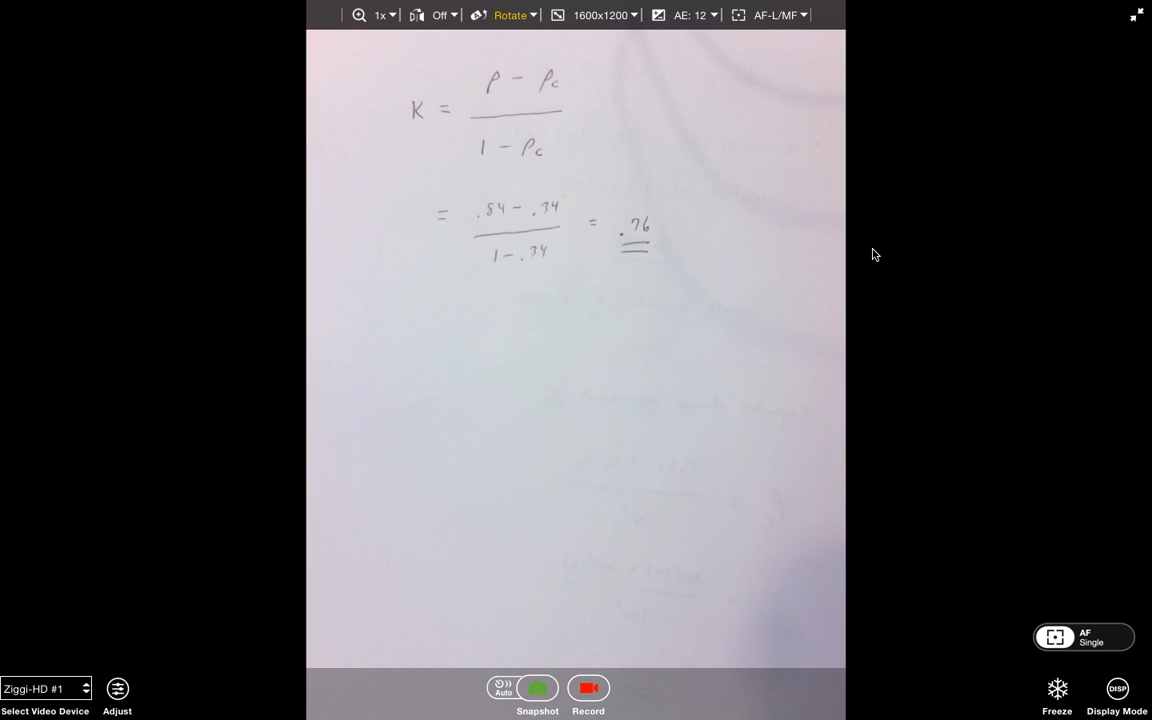 1x Off Rotate 1600x1200 AE: 12 AF-L/MF
K = ρ - ρc / 1 - ρc
= .84 - .34 / 1 - .34 = .76
AF
Single
Ziggi-HD #1
Auto
Select Video Device Adjust Snapshot Record Freeze DISP Display Mode